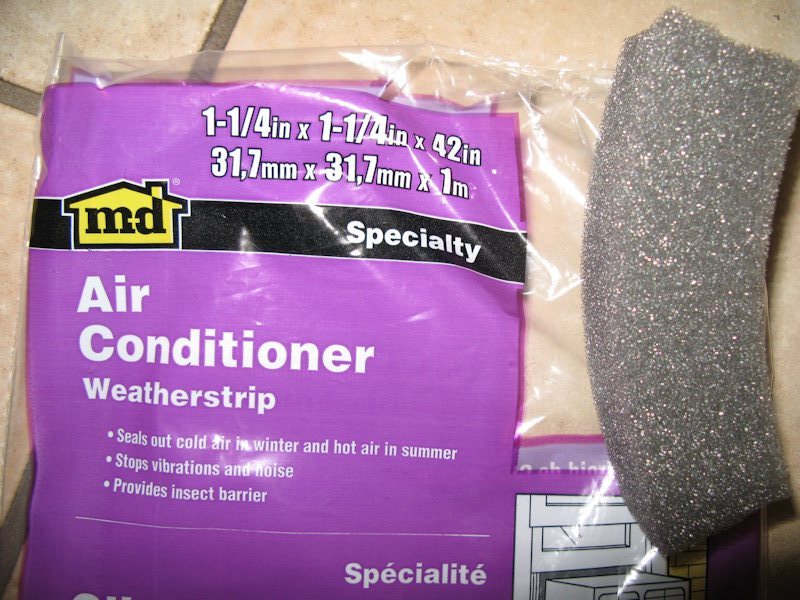 1-1/4in x 1-1/4in x 42in
31,7mm x 31,7mm x 1m
m-d®
Specialty
Air
Conditioner
Weatherstrip
• Seals out cold air in winter and hot air in summer
• Stops vibrations and noise
• Provides insect barrier
Spécialité